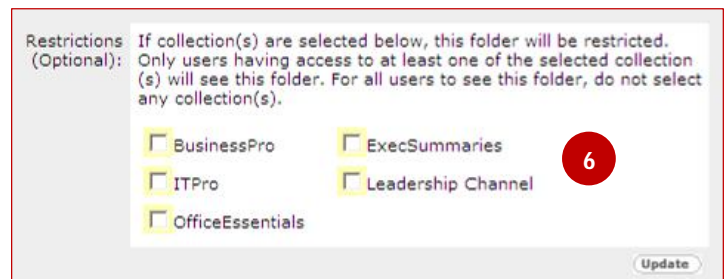 Restrictions (Optional):
If collection(s) are selected below, this folder will be restricted.
Only users having access to at least one of the selected collection
(s) will see this folder. For all users to see this folder, do not select
any collection(s).
BusinessPro ExecSummaries
ITPro Leadership Channel
OfficeEssentials
6
Update